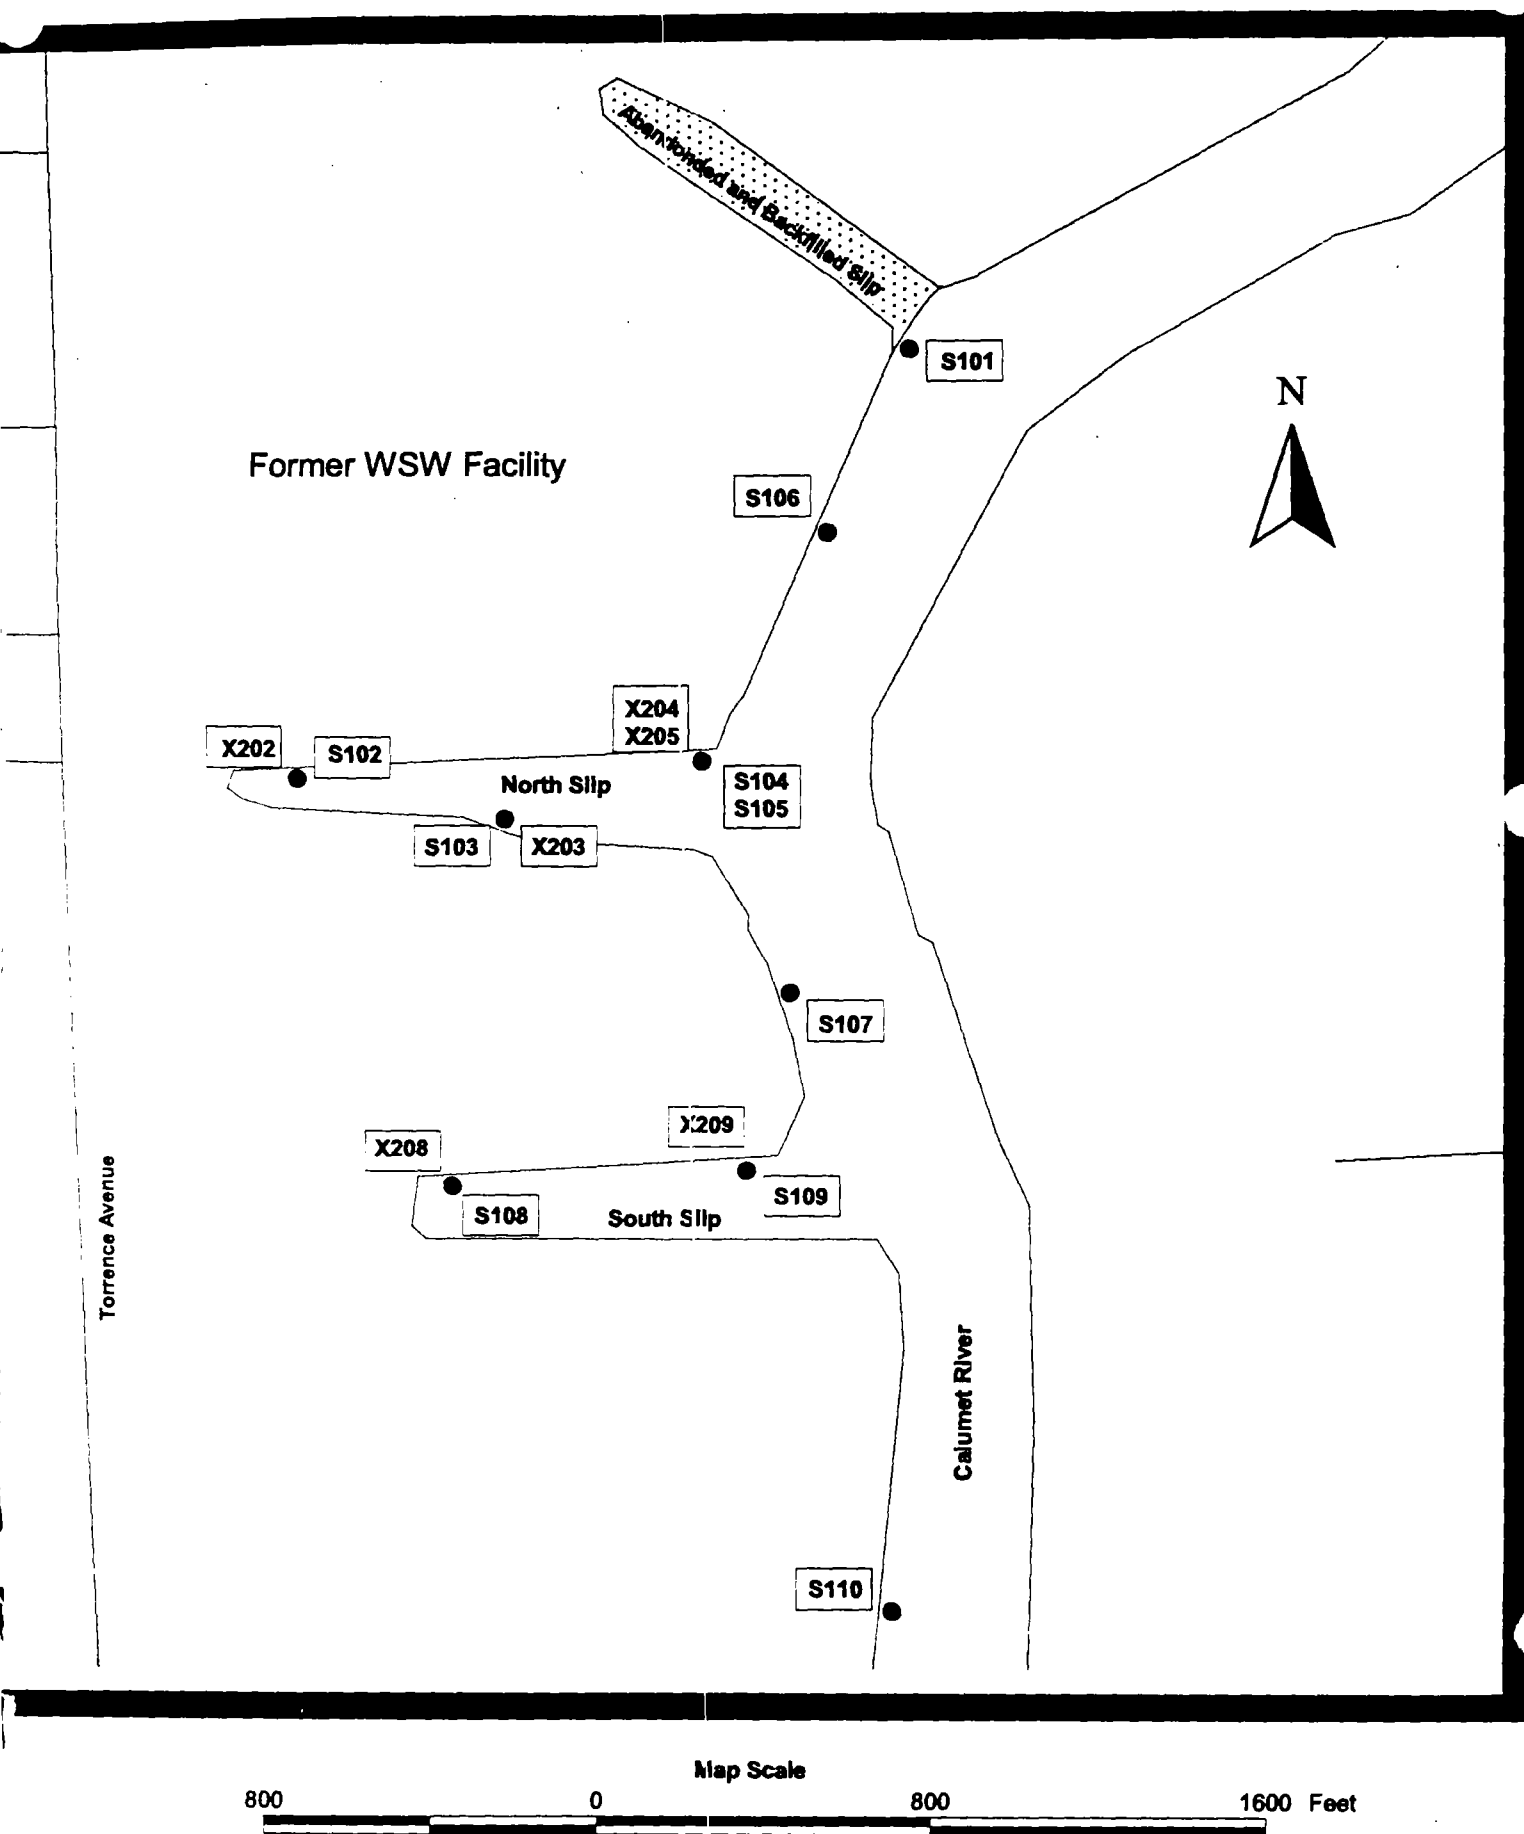 Abandonded and Backfilled Slip
S101
N
Former WSW Facility
S106
X204
X205
X202
S102
North Slip
S104
S105
S103
X203
S107
X209
X208
S109
S108
South Slip
Torrence Avenue
Calumet River
S110
Map Scale
800 0 800 1600 Feet